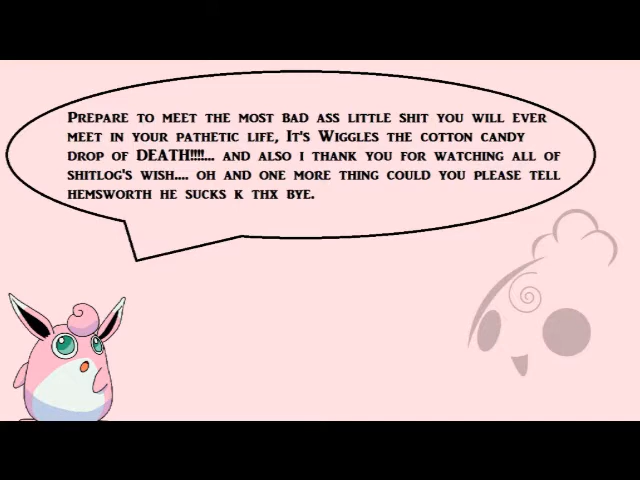 Prepare to meet the most bad ass little shit you will ever
meet in your pathetic life, It's Wiggles the cotton candy
drop of DEATH!!!!... and also i thank you for watching all of
shitlog's wish.... oh and one more thing could you please tell
hemsworth he sucks k thx bye.